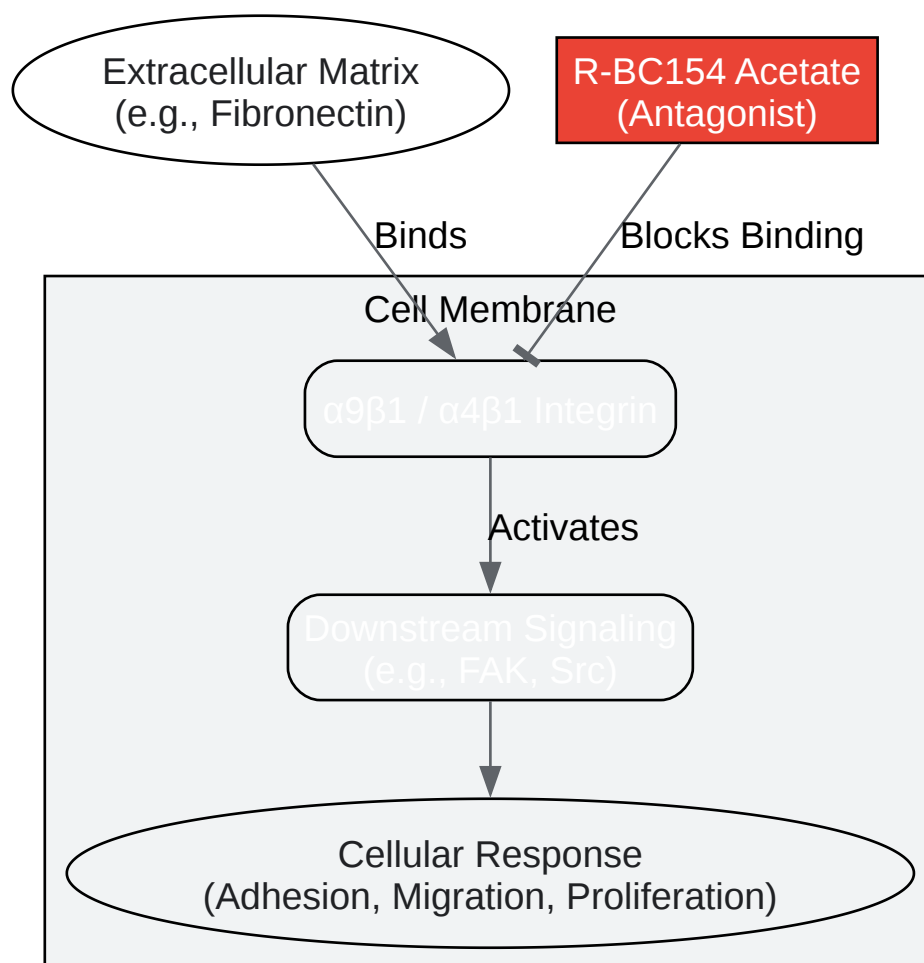 Extracellular Matrix
(e.g., Fibronectin)
R-BC154 Acetate
(Antagonist)
Binds
Blocks Binding
Cell Membrane
α9β1 / α4β1 Integrin
Activates
Downstream Signaling
(e.g., FAK, Src)
Cellular Response
(Adhesion, Migration, Proliferation)